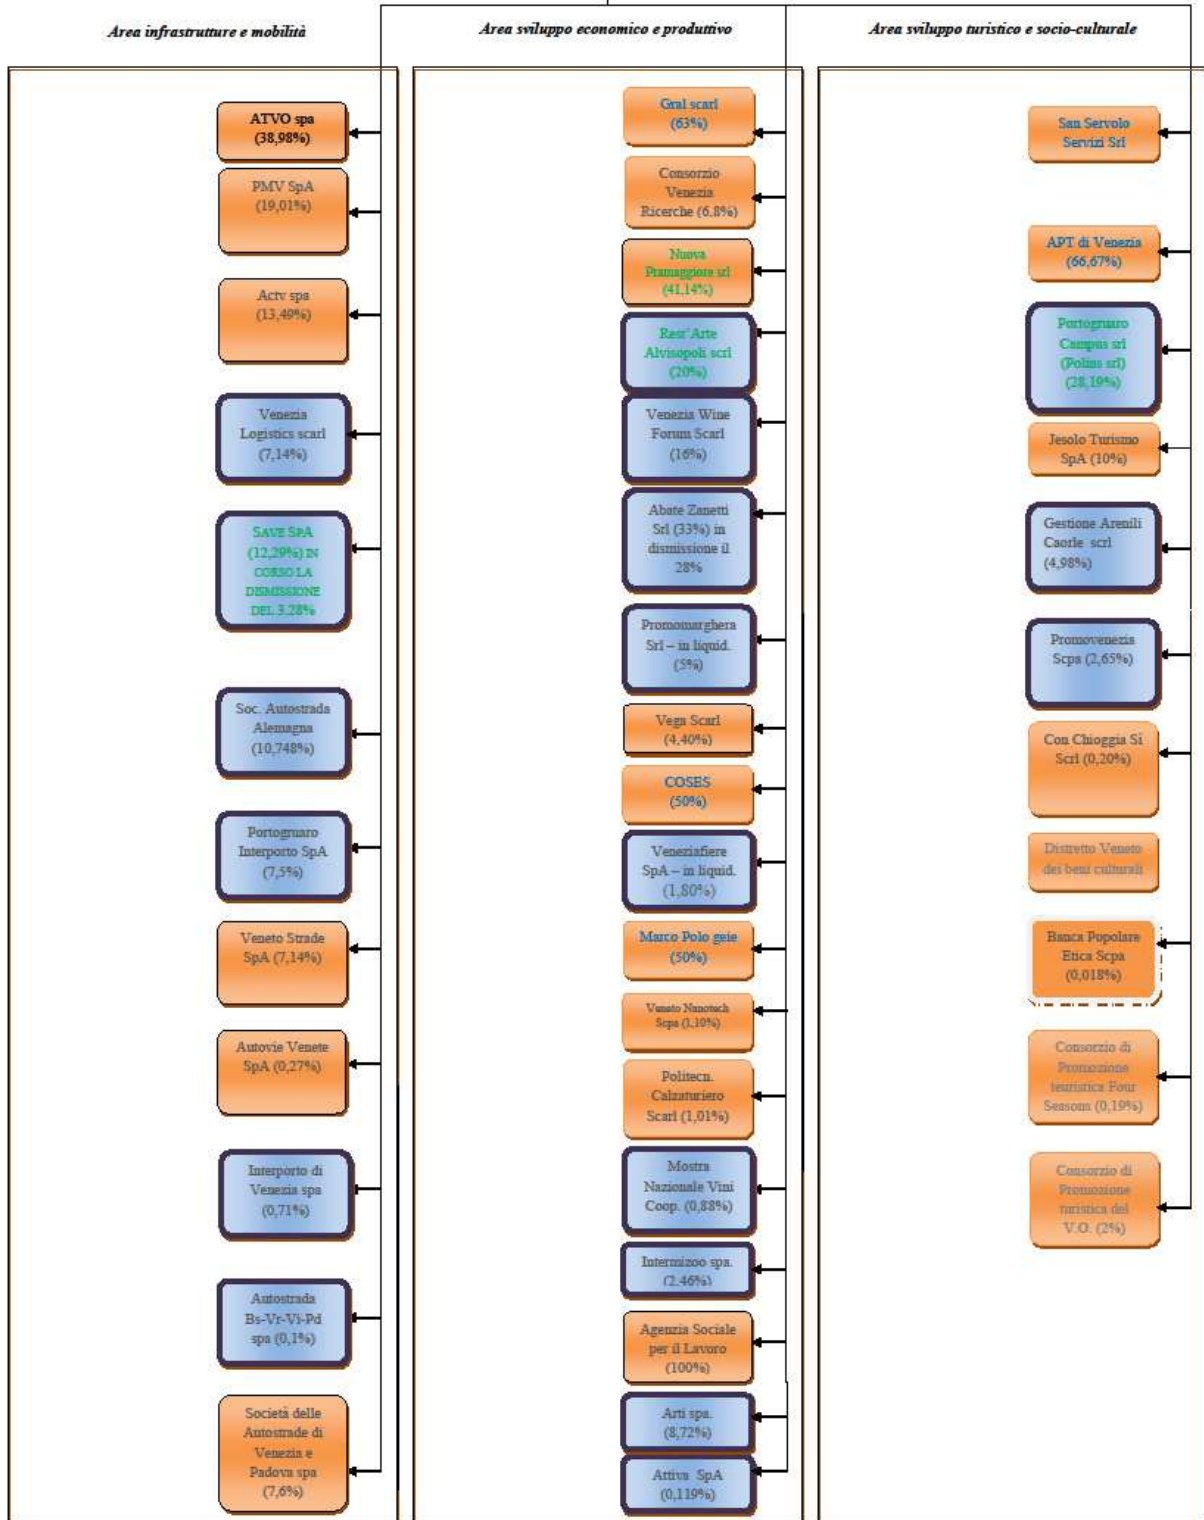 Area infrastrutture e mobilità
ATVO spa
(38,98%)
PMV SpA
(19,01%)
Actv spa
(13,49%)
Venezia
Logistics scarl
(7,14%)
SAVE SPA
(12,29%) IN
CORSO LA
DISMISSIONE
DEL 3,28%
Soc. Autostrada
Alemagna
(10,748%)
Portogruaro
Interporto SpA
(7,5%)
Veneto Strade
SpA (7,14%)
Autovie Venete
SpA (0,27%)
Interporto di
Venezia spa
(0,71%)
Autostrada
Bs-Vr-Vi-Pd
spa (0,1%)
Società delle
Autostrade di
Venezia e
Padova spa
(7,6%)
Area sviluppo economico e produttivo
Gral scarl
(63%)
Consorzio
Venezia
Ricerche (6.8%)
Nuova
Pramaggiore srl
(41,14%)
Rest'Arte
Alvisopoli scrl
(20%)
Venezia Wine
Forum Scarl
(16%)
Abate Zanetti
Srl (33%) in
dismissione il
28%
Promomarghera
Srl – in liquid.
(5%)
Vega Scarl
(4.40%)
COSES
(50%)
Veneziafiere
SpA – in liquid.
(1,80%)
Marco Polo geie
(50%)
Veneto Nanotech
Scpa (1,10%)
Politecn.
Calzaturiero
Scarl (1,01%)
Mostra
Nazionale Vini
Coop. (0,88%)
Intermizoo spa.
(2.46%)
Agenzia Sociale
per il Lavoro
(100%)
Arti spa.
(8,72%)
Attiva SpA
(0,119%)
Area sviluppo turistico e socio-culturale
San Servolo
Servizi Srl
APT di Venezia
(66,67%)
Portogruaro
Campus srl
(Polins srl)
(28,19%)
Jesolo Turismo
SpA (10%)
Gestione Arenili
Caorle scrl
(4,98%)
Promovenezia
Scpa (2,65%)
Con Chioggia Sì
Scrl (0,20%)
Distretto Veneto
dei beni culturali
Banca Popolare
Etica Scpa
(0,018%)
Consorzio di
Promozione
teuristica Four
Seasons (0,19%)
Consorzio di
Promozione
turistica del
V.O. (2%)